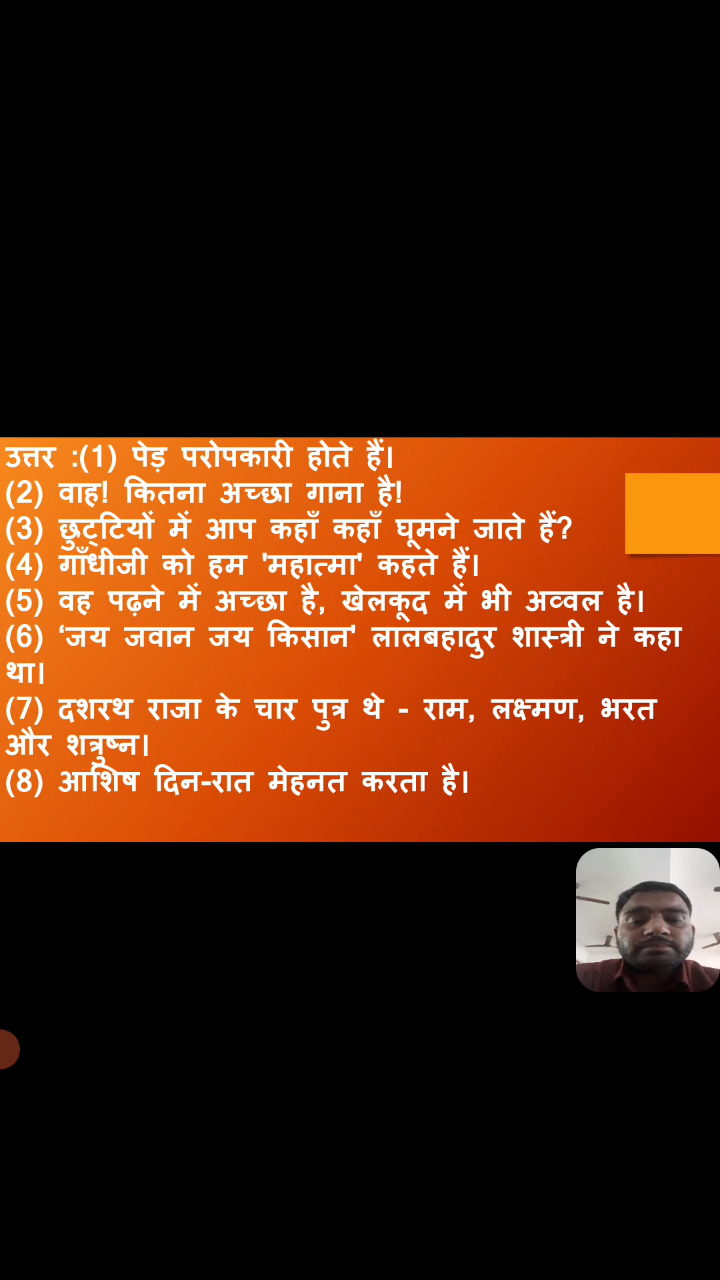 उत्तर :(1) पेड़ परोपकारी होते हैं।
(2) वाह! कितना अच्छा गाना है!
(3) छुट्टियों में आप कहाँ कहाँ घूमने जाते हैं?
(4) गाँधीजी को हम 'महात्मा' कहते हैं।
(5) वह पढ़ने में अच्छा है, खेलकूद में भी अव्वल है।
(6) ‘जय जवान जय किसान' लालबहादुर शास्त्री ने कहा
था।
(7) दशरथ राजा के चार पुत्र थे - राम, लक्ष्मण, भरत
और शत्रुष्न।
(8) आशिष दिन-रात मेहनत करता है।